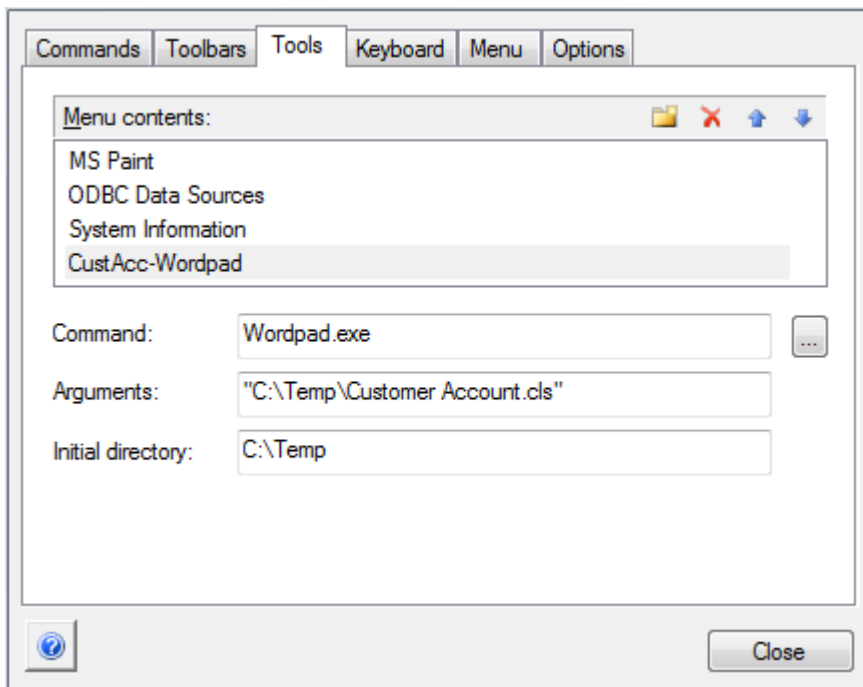 Commands Toolbars Tools Keyboard Menu Options
Menu contents:
MS Paint
ODBC Data Sources
System Information
CustAcc-Wordpad
Command: Wordpad.exe ...
Arguments: "C:\Temp\Customer Account.cls"
Initial directory: C:\Temp
? Close